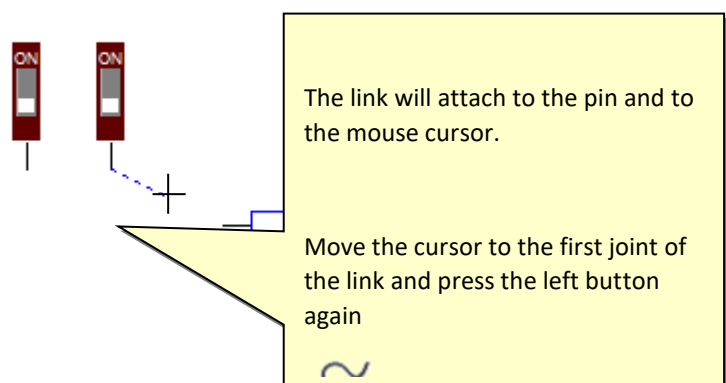 ON ON
The link will attach to the pin and to
the mouse cursor.
Move the cursor to the first joint of
the link and press the left button
again